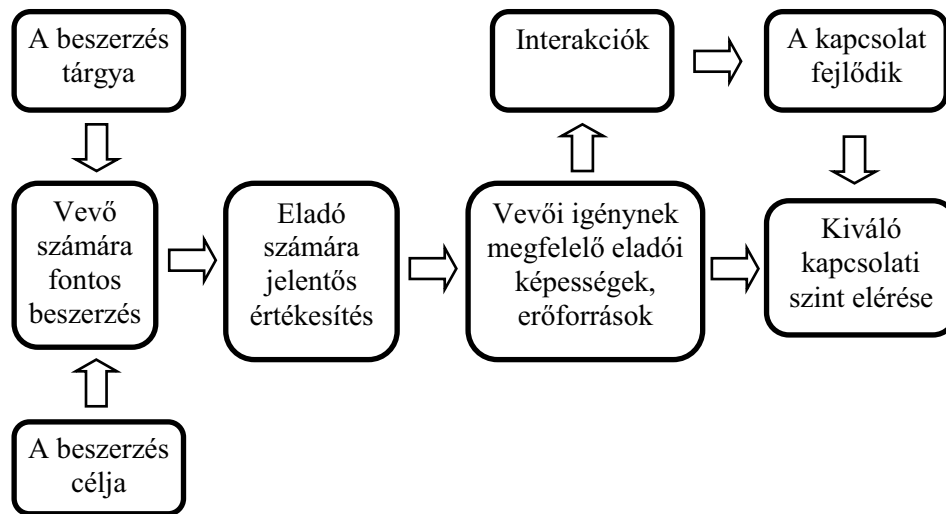 A beszerzés
tárgya
Interakciók
A kapcsolat
fejlődik
Vevő
számára
fontos
beszerzés
Eladó
számára
jelentős
értékesítés
Vevői igénynek
megfelelő eladói
képességek,
erőforrások
Kiváló
kapcsolati
szint elérése
A beszerzés
célja